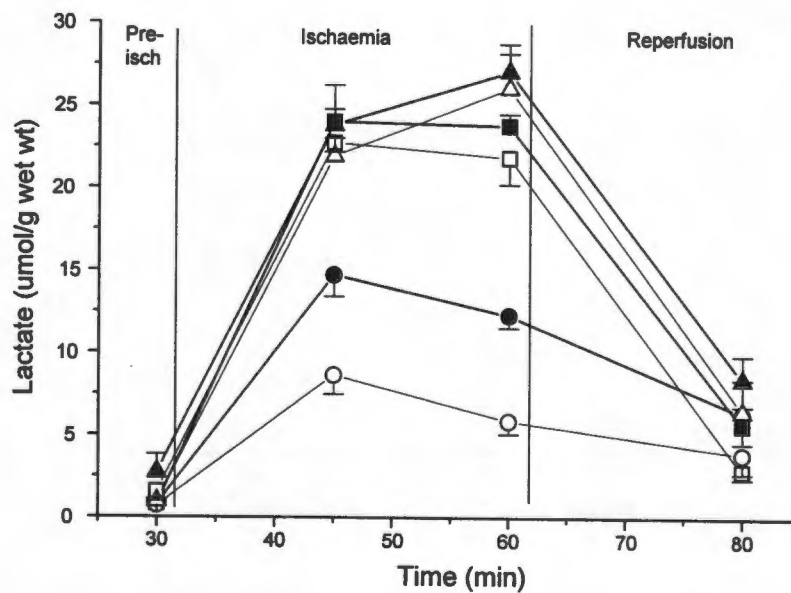 Pre-
isch
Ischaemia
Reperfusion
Lactate (umol/g wet wt)
30
25
20
15
10
5
0
30
40
50
60
70
80
Time (min)